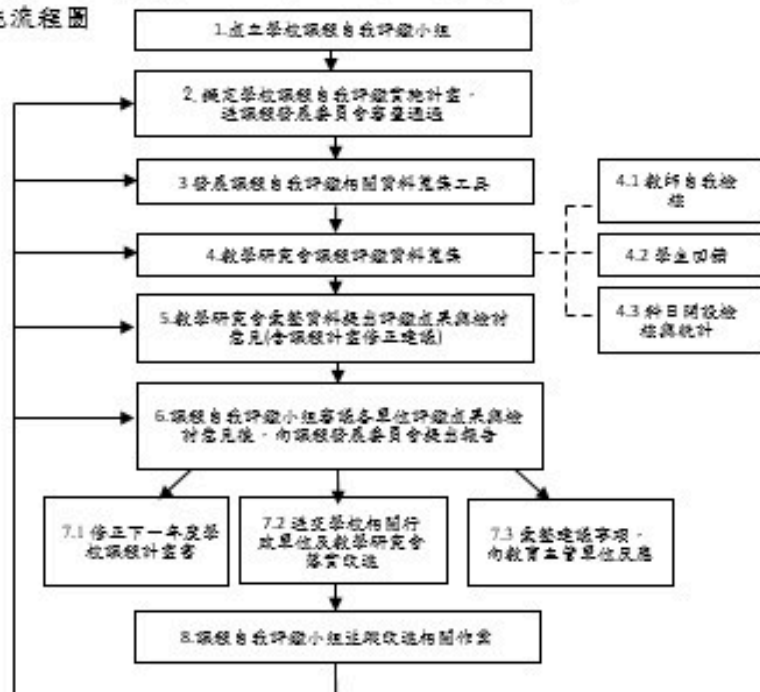 流程圖
1.成立學校課程自我評鑑小組
2. 擬定學校課程自我評鑑實施計畫，
送課程發展委員會審查通過
3 發展課程自我評鑑相關資料蒐集工具
4.1 教師自我檢
核
4.教學研究會課程評鑑資料蒐集
4.2 學生回饋
4.3 科目開設檢
核與統計
5.教學研究會彙整資料提出評鑑成果與檢討
意見(含課程計畫修正建議)
6.課程自我評鑑小組審議各單位評鑑成果與檢
討意見後，向課程發展委員會提出報告
7.1 修正下一年度學
校課程計畫書
7.2 送交學校相關行
政單位及教學研究會
落實改進
7.3 彙整建議事項，
向教育主管單位反應
8.課程自我評鑑小組追蹤改進相關作業